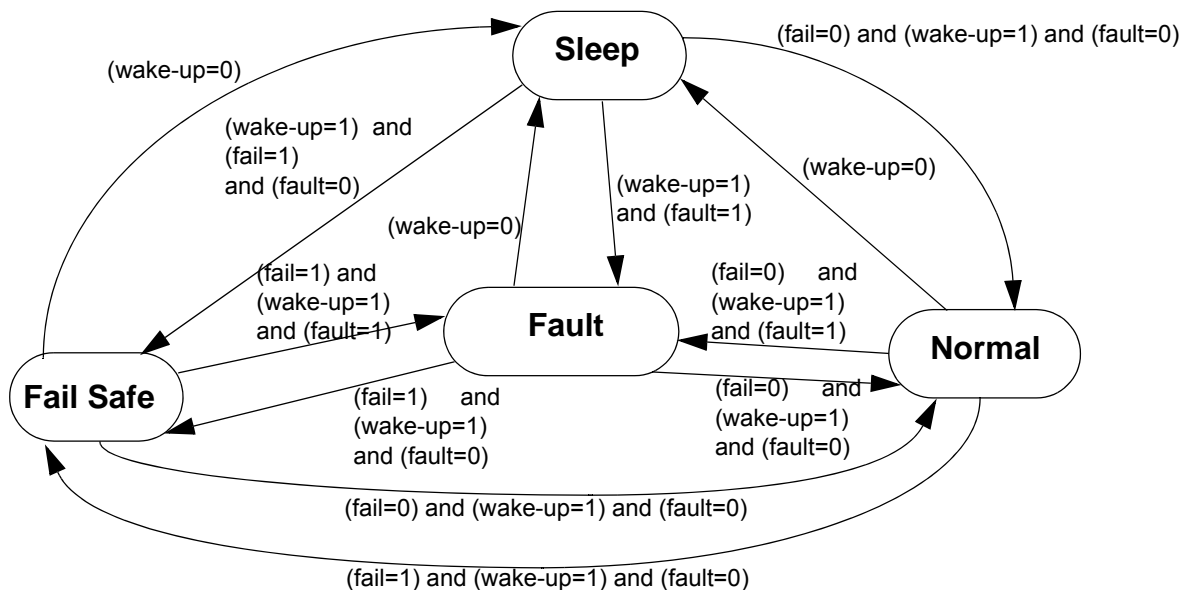 Sleep
(fail=0) and (wake-up=1) and (fault=0)
(wake-up=0)
(wake-up=1) and
(fail=1)
and (fault=0)
(wake-up=0)
(wake-up=1)
and (fault=1)
(wake-up=0)
(fail=1) and
(wake-up=1)
and (fault=1)
(fail=0) and
(wake-up=1)
and (fault=1)
Fault
Normal
Fail Safe
(fail=1) and
(wake-up=1)
and (fault=0)
(fail=0) and
(wake-up=1)
and (fault=0)
(fail=0) and (wake-up=1) and (fault=0)
(fail=1) and (wake-up=1) and (fault=0)